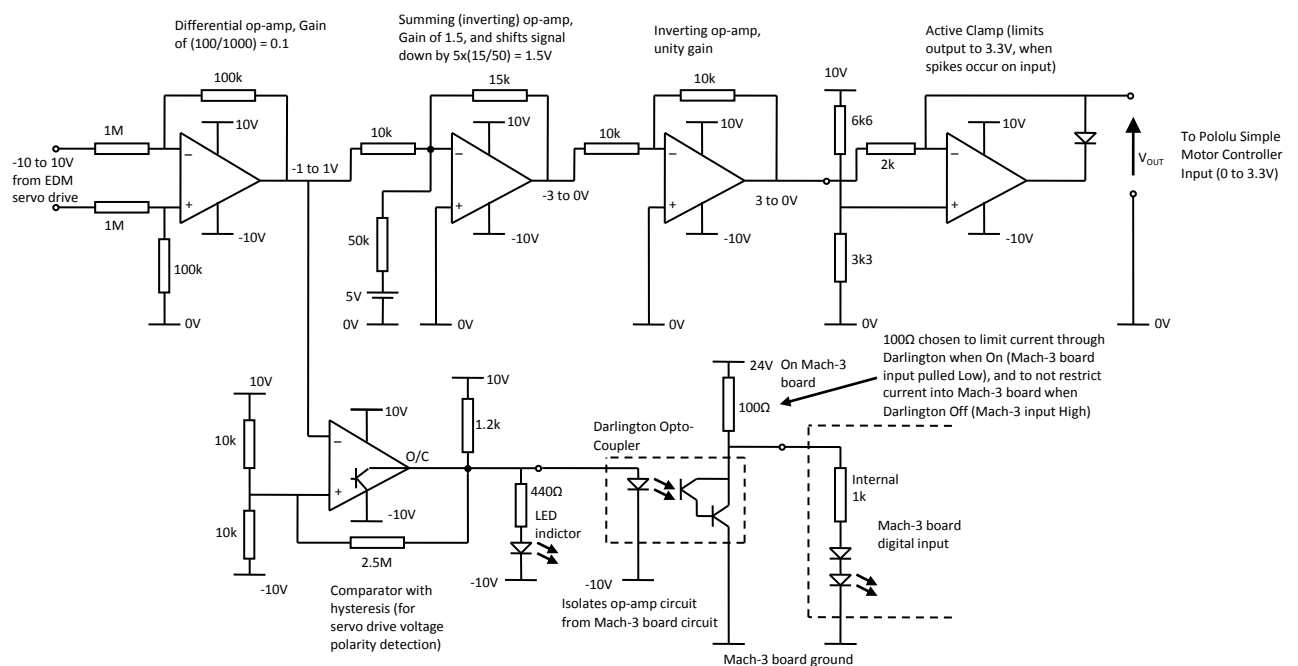 Differential op-amp, Gain
of (100/1000) = 0.1
Summing (inverting) op-amp,
Gain of 1.5, and shifts signal
down by 5x(15/50) = 1.5V
Inverting op-amp,
unity gain
Active Clamp (limits
output to 3.3V, when
spikes occur on input)
100k
15k
10k
10V
1M
10V
10k
10V
10k
10V
6k6
10V
-10 to 10V
from EDM
servo drive
−
+
-1 to 1V
−
+
-3 to 0V
−
+
3 to 0V
2k
−
+
V OUT
To Pololu Simple
Motor Controller
Input (0 to 3.3V)
1M
-10V
-10V
-10V
-10V
100k
50k
3k3
5V
0V
0V
0V
0V
0V
0V
100Ω chosen to limit current through
Darlington when On (Mach-3 board
input pulled Low), and to not restrict
current into Mach-3 board when
Darlington Off (Mach-3 input High)
24V
On Mach-3
board
100Ω
10V
10V
10V
1.2k
10k
−
+
O/C
-10V
Darlington Opto-
Coupler
Internal
1k
440Ω
LED
indictor
10k
2.5M
Mach-3 board
digital input
-10V
-10V
-10V
Comparator with
hysteresis (for
servo drive voltage
polarity detection)
Isolates op-amp circuit
from Mach-3 board circuit
Mach-3 board ground